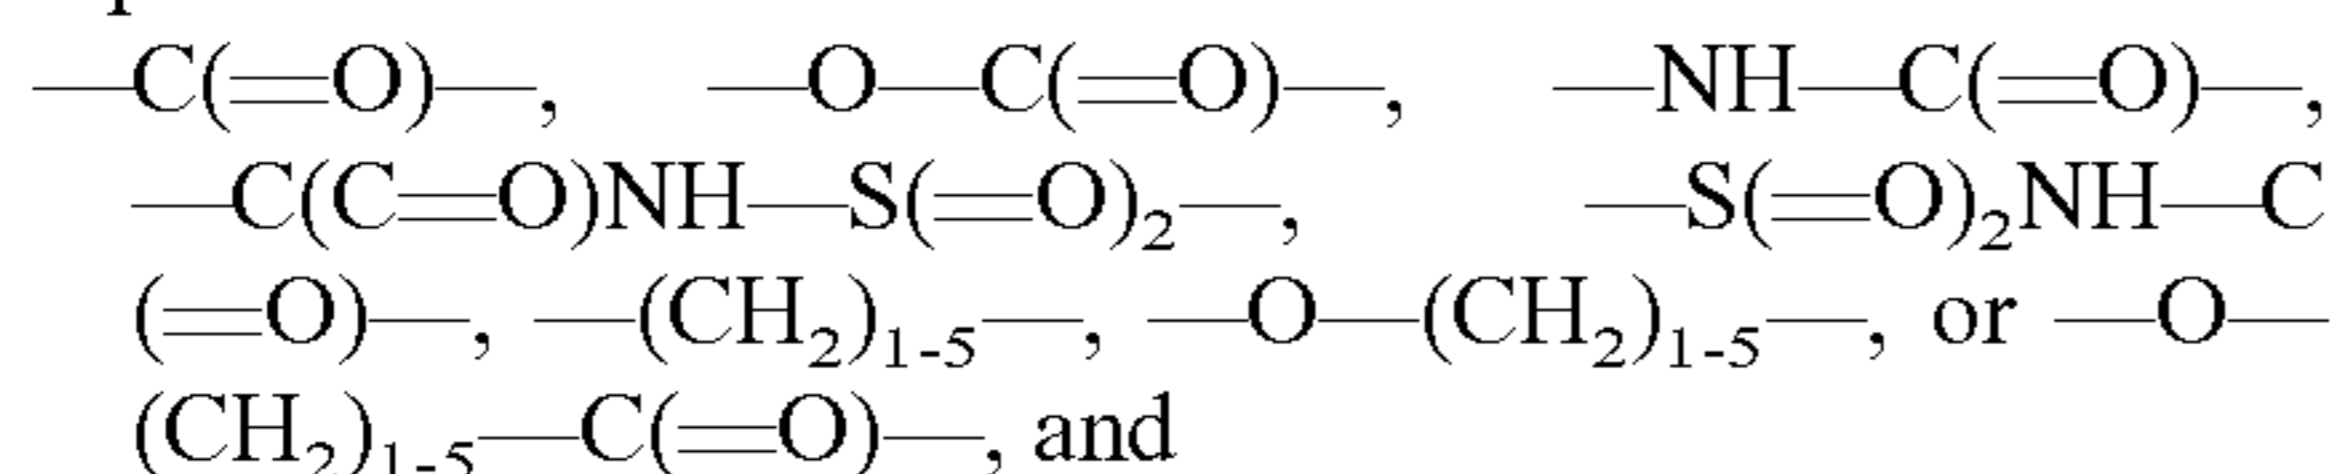 —C(═O)—, —O—C(═O)—, —NH—C(═O)—,
—C(C═O)NH—S(═O)₂—, —S(═O)₂NH—C
(═O)—, —(CH₂)₁₋₅—, —O—(CH₂)₁₋₅—, or —O—
(CH₂)₁₋₅—C(═O)—, and